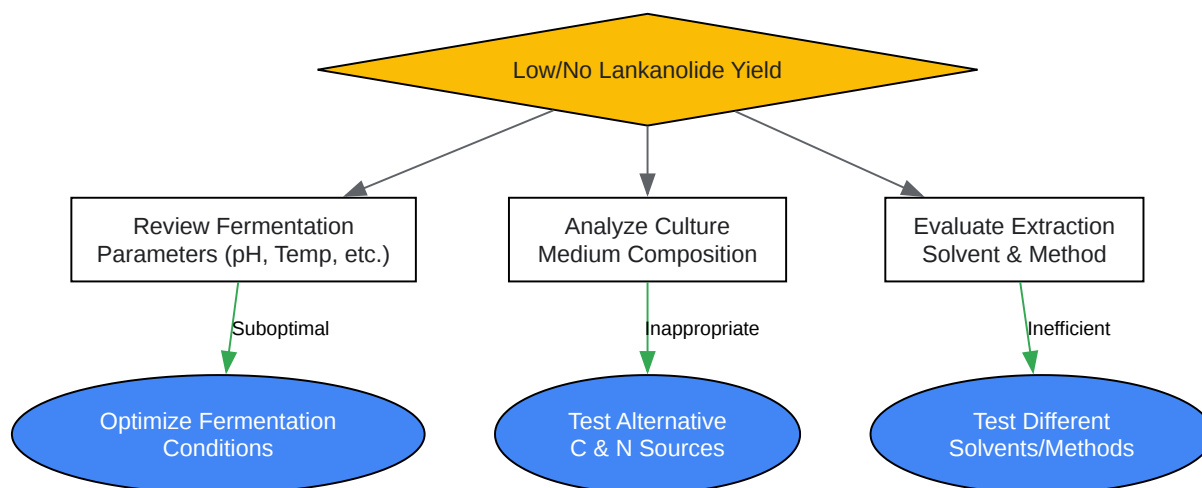 Low/No Lankanolide Yield
Review Fermentation
Parameters (pH, Temp, etc.)
Analyze Culture
Medium Composition
Evaluate Extraction
Solvent & Method
Suboptimal
Inappropriate
Inefficient
Optimize Fermentation
Conditions
Test Alternative
C & N Sources
Test Different
Solvents/Methods